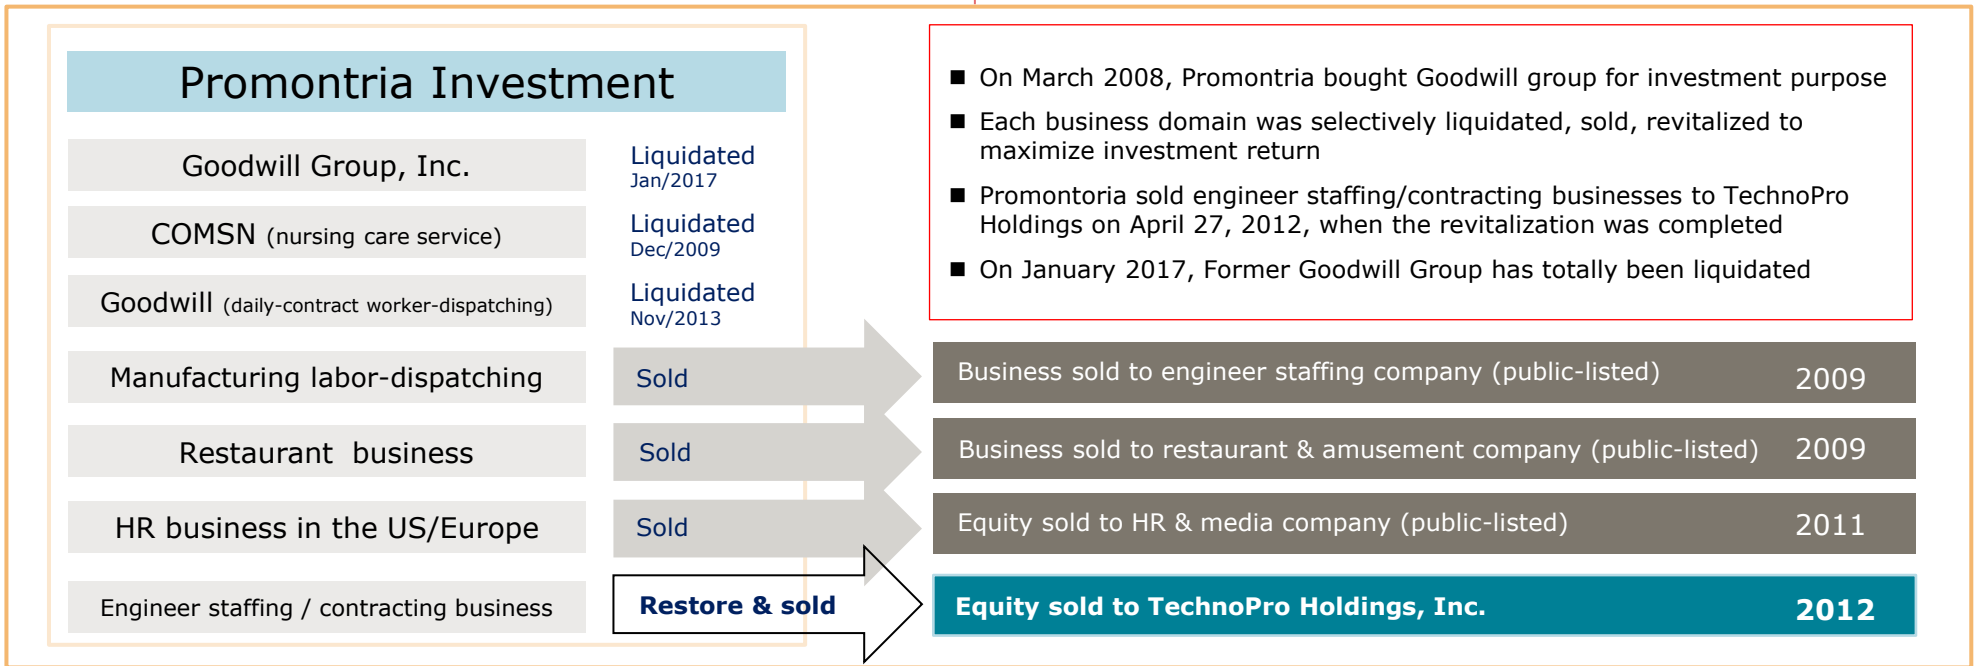 Promontria Investment
Goodwill Group, Inc.
Liquidated
Jan/2017
COMSN (nursing care service)
Liquidated
Dec/2009
Goodwill (daily-contract worker-dispatching)
Liquidated
Nov/2013
■ On March 2008, Promontria bought Goodwill group for investment purpose
■ Each business domain was selectively liquidated, sold, revitalized to
maximize investment return
■ Promontoria sold engineer staffing/contracting businesses to TechnoPro
Holdings on April 27, 2012, when the revitalization was completed
■ On January 2017, Former Goodwill Group has totally been liquidated
Manufacturing labor-dispatching
Sold
Business sold to engineer staffing company (public-listed) 2009
Restaurant business
Sold
Business sold to restaurant & amusement company (public-listed) 2009
HR business in the US/Europe
Sold
Equity sold to HR & media company (public-listed) 2011
Engineer staffing / contracting business
Restore & sold
Equity sold to TechnoPro Holdings, Inc. 2012